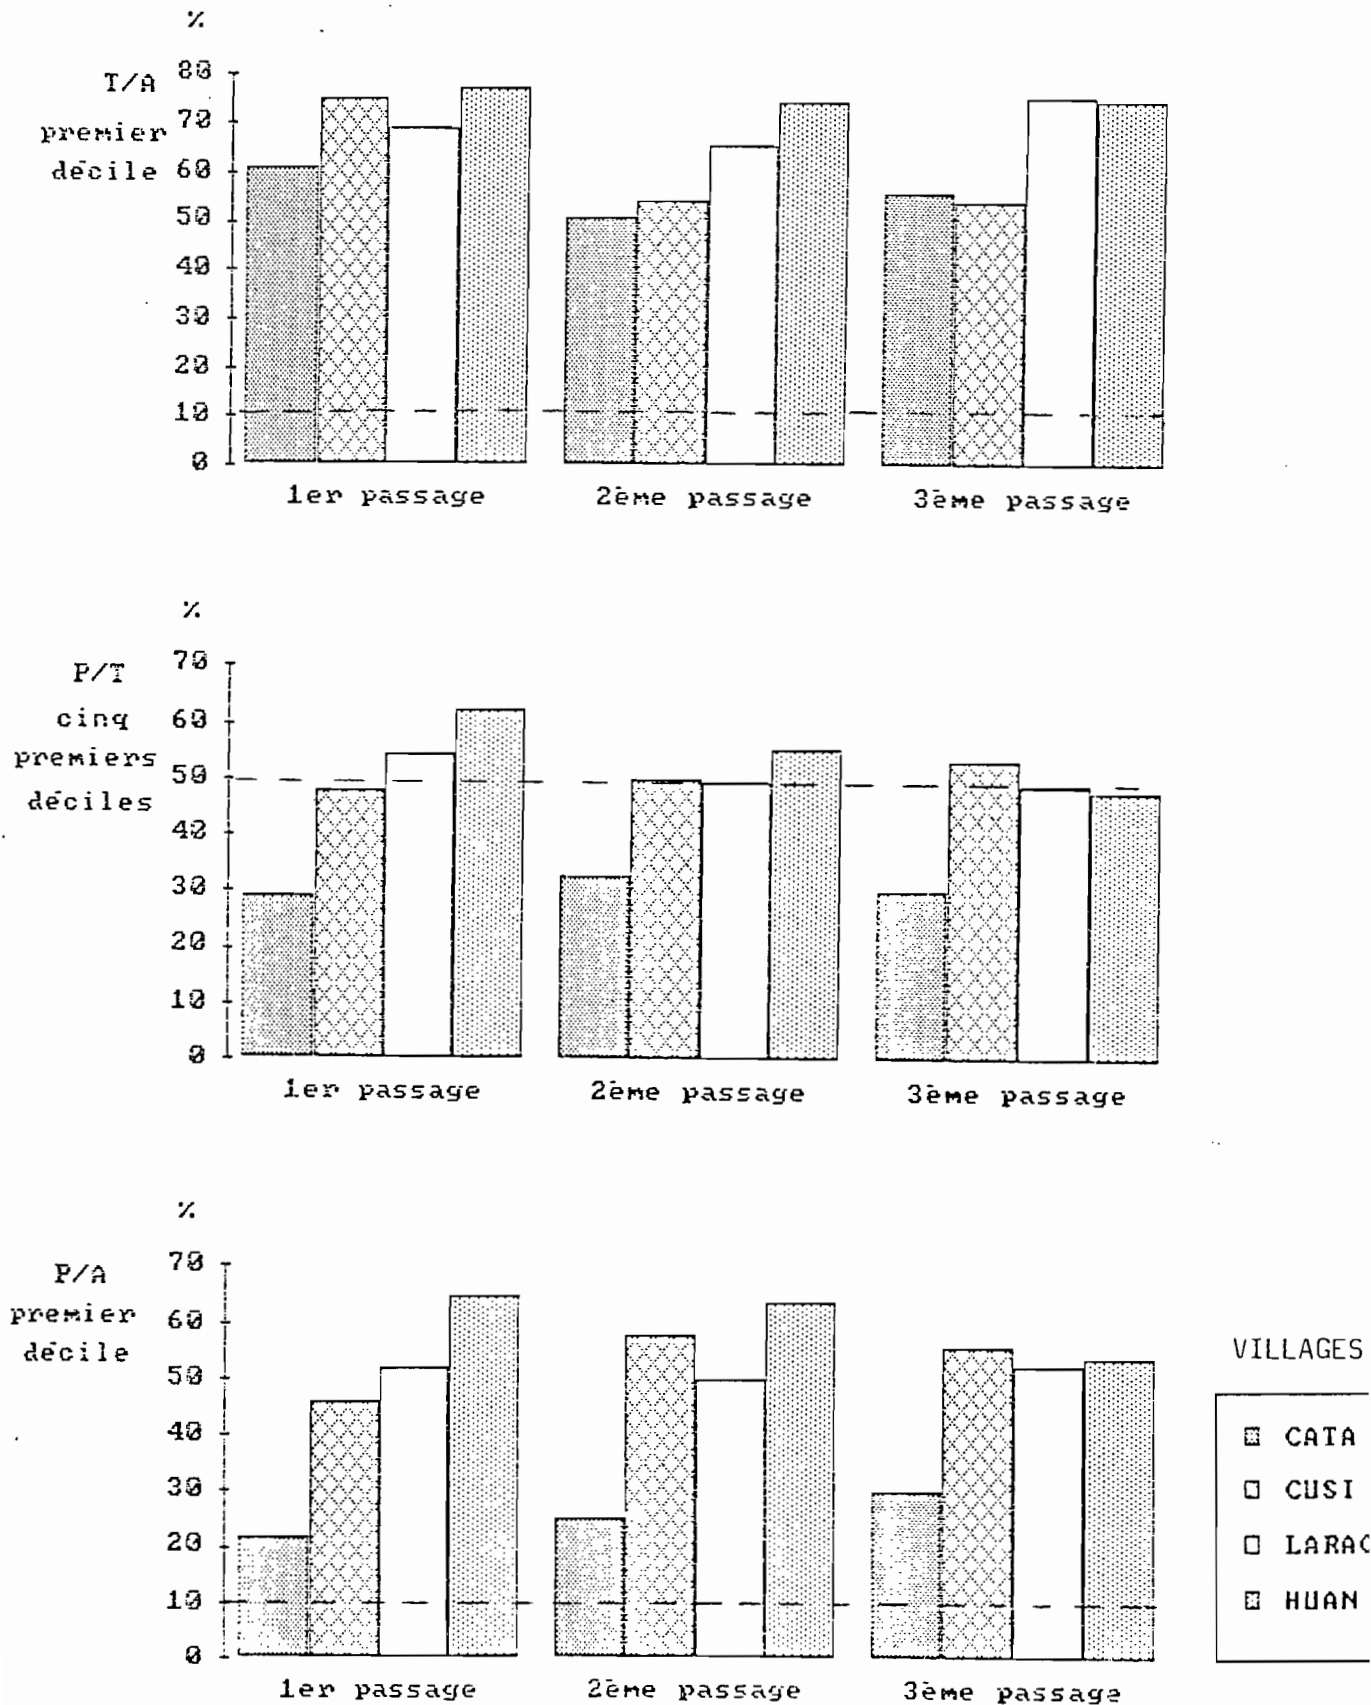 %
T/A
premier
décile
80
70
60
50
40
30
20
10
0
1er passage
2ème passage
3ème passage
%
P/T
cinq
premiers
déciles
70
60
50
40
30
20
10
0
1er passage
2ème passage
3ème passage
%
P/A
premier
décile
70
60
50
40
30
20
10
0
1er passage
2ème passage
3ème passage
VILLAGES
CATA
CUSI
LARAC
HUAN